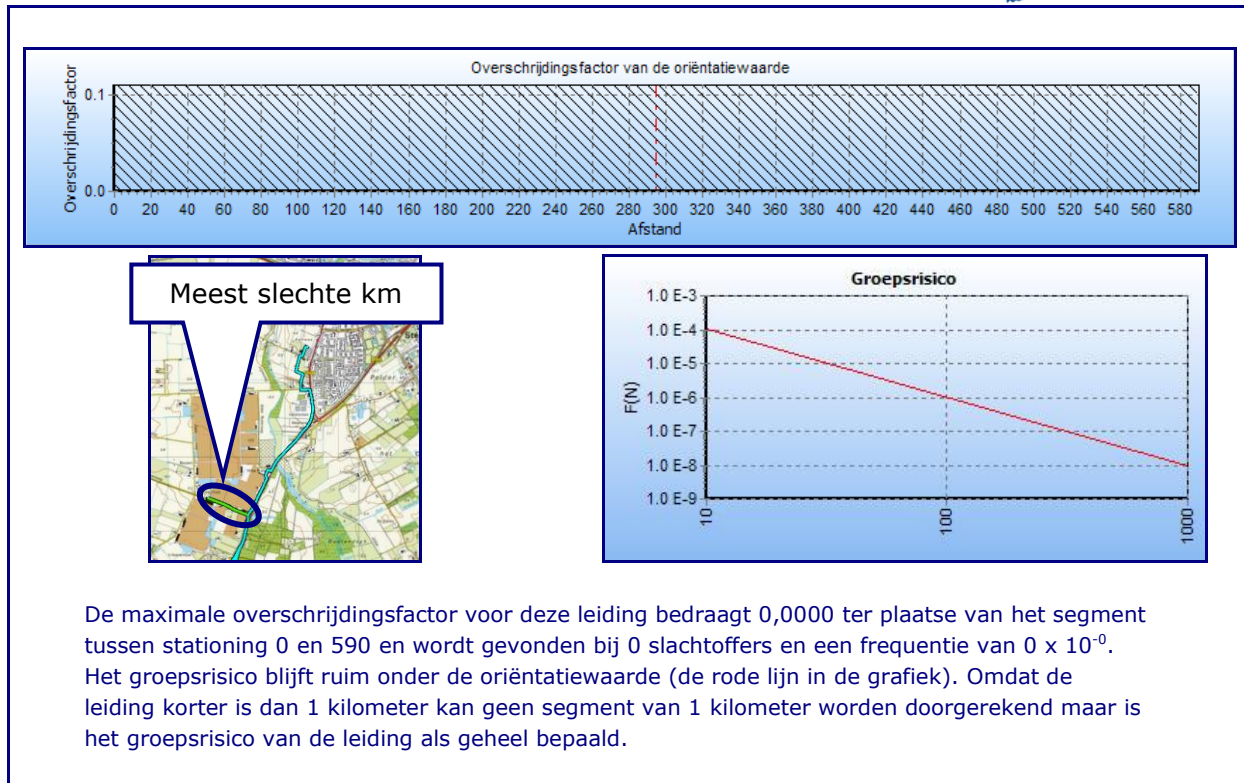 Overschrijdingsfactor van de oriëntatiewaarde
Overschrijdingsfactor
0.1
0.0
0 20 40 60 80 100 120 140 160 180 200 220 240 260 280 300 320 340 360 380 400 420 440 460 480 500 520 540 560 580
Afstand
Meest slechte km
Groepsrisico
F(N)
1.0 E-3
1.0 E-4
1.0 E-5
1.0 E-6
1.0 E-7
1.0 E-8
1.0 E-9
10 100 1000
De maximale overschrijdingsfactor voor deze leiding bedraagt 0,0000 ter plaatse van het segment
tussen stationing 0 en 590 en wordt gevonden bij 0 slachtoffers en een frequentie van 0 x 10⁻⁰.
Het groepsrisico blijft ruim onder de oriëntatiewaarde (de rode lijn in de grafiek). Omdat de
leiding korter is dan 1 kilometer kan geen segment van 1 kilometer worden doorgerekend maar is
het groepsrisico van de leiding als geheel bepaald.